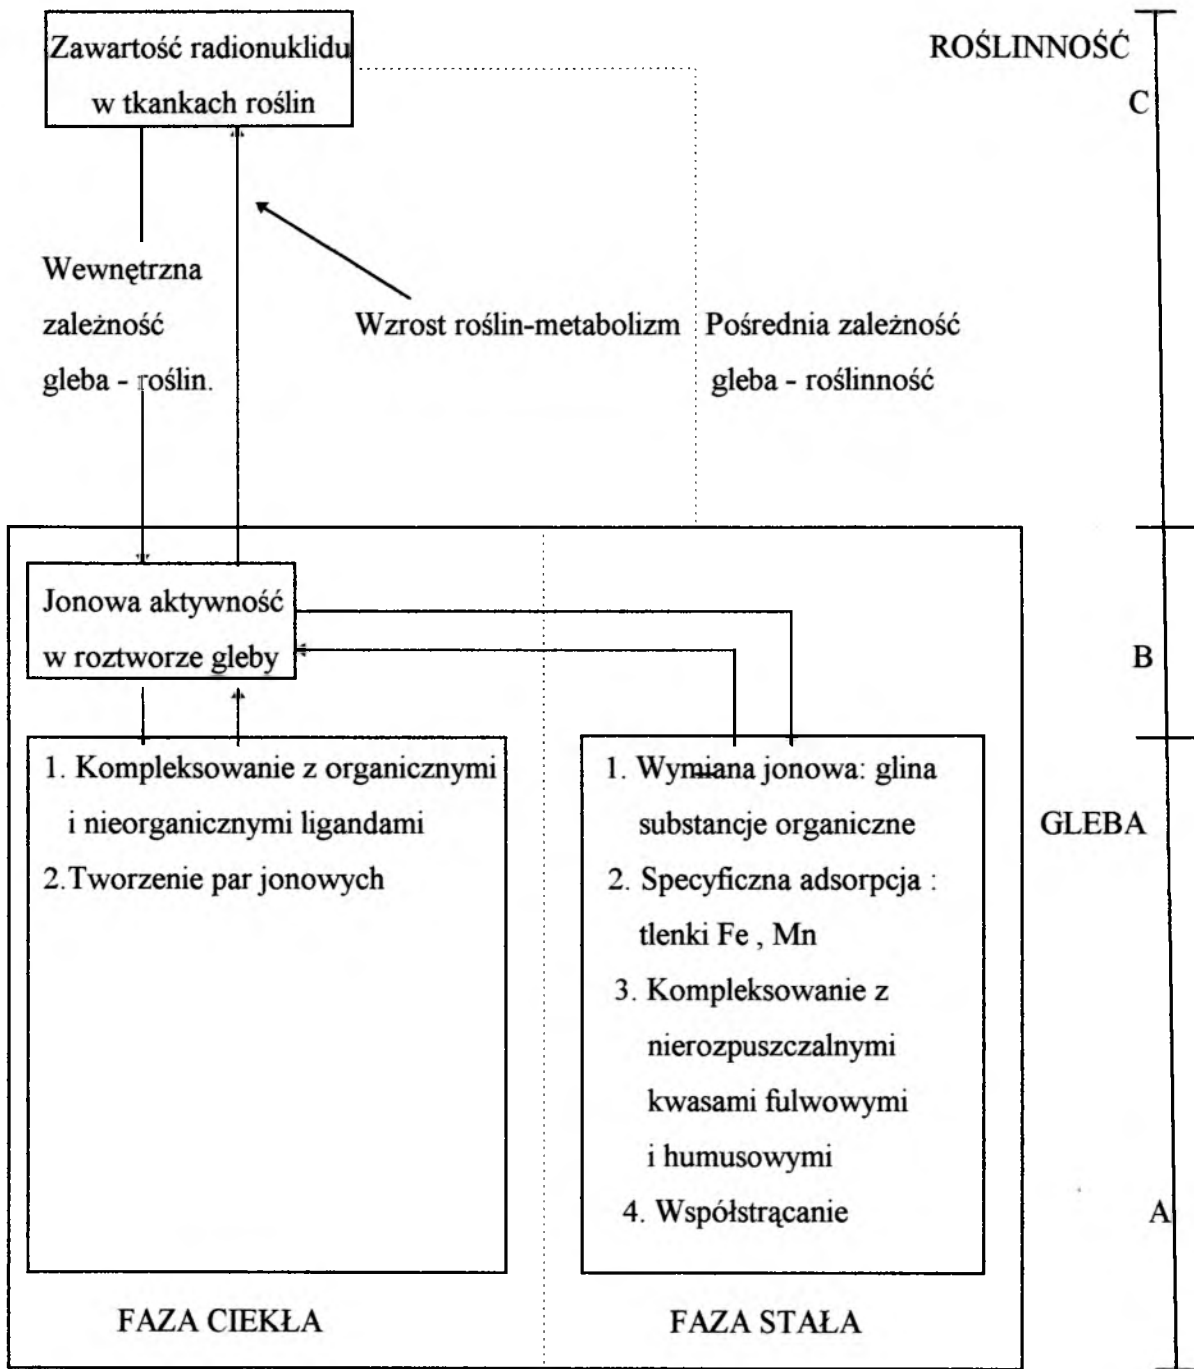 Zawartość radionuklidu
w tkankach roślin
ROŚLINNOŚĆ
C
Wewnętrzna
zależność
gleba - roślin.
Wzrost roślin-metabolizm
Pośrednia zależność
gleba - roślinność
Jonowa aktywność
w roztworze gleby
B
1. Kompleksowanie z organicznymi
i nieorganicznymi ligandami
2.Tworzenie par jonowych
1. Wymiana jonowa: glina
substancje organiczne
2. Specyficzna adsorpcja :
tlenki Fe , Mn
3. Kompleksowanie z
nierozpuszczalnymi
kwasami fulwowymi
i humusowymi
4. Współstrącanie
GLEBA
A
FAZA CIEKŁA
FAZA STAŁA